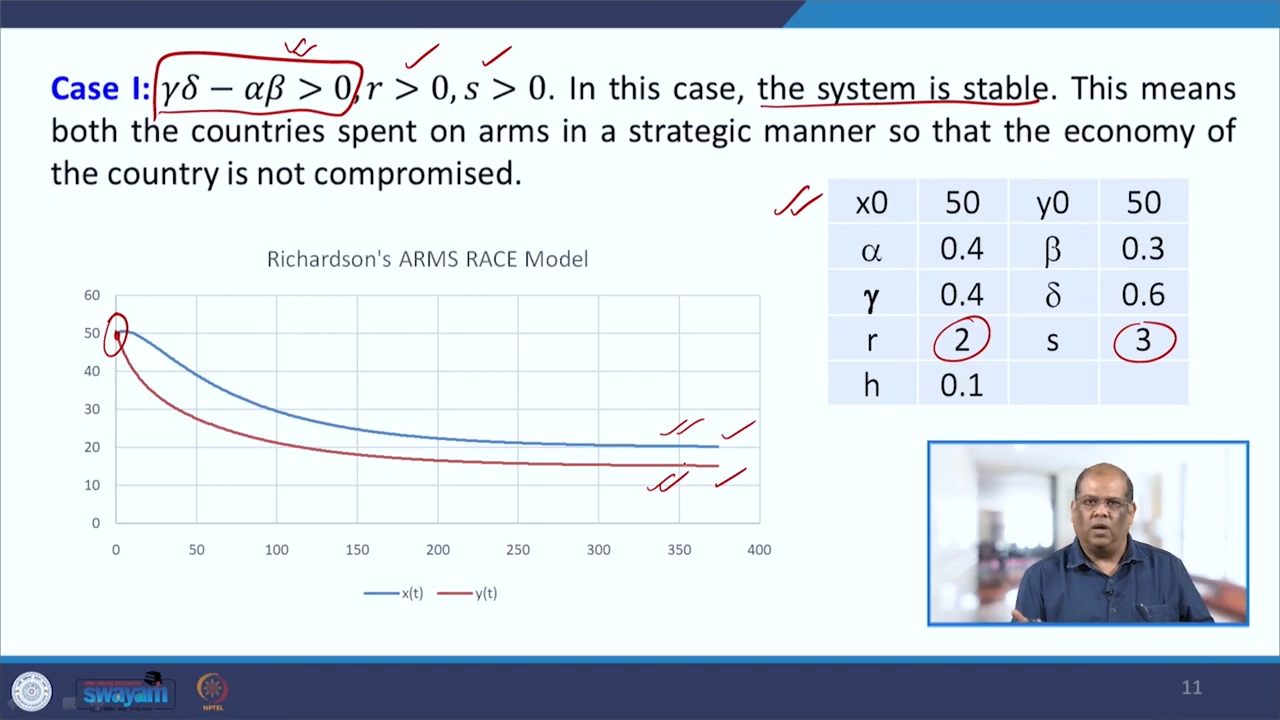 Case I: γδ − αβ > 0, r > 0, s > 0. In this case, the system is stable. This means
both the countries spent on arms in a strategic manner so that the economy of
the country is not compromised.
x0 50 y0 50
α 0.4 β 0.3
γ 0.4 δ 0.6
r 2 s 3
h 0.1
Richardson's ARMS RACE Model
60
50
40
30
20
10
0
0 50 100 150 200 250 300 350 400
x(t) y(t)
swayam
NPTEL
11